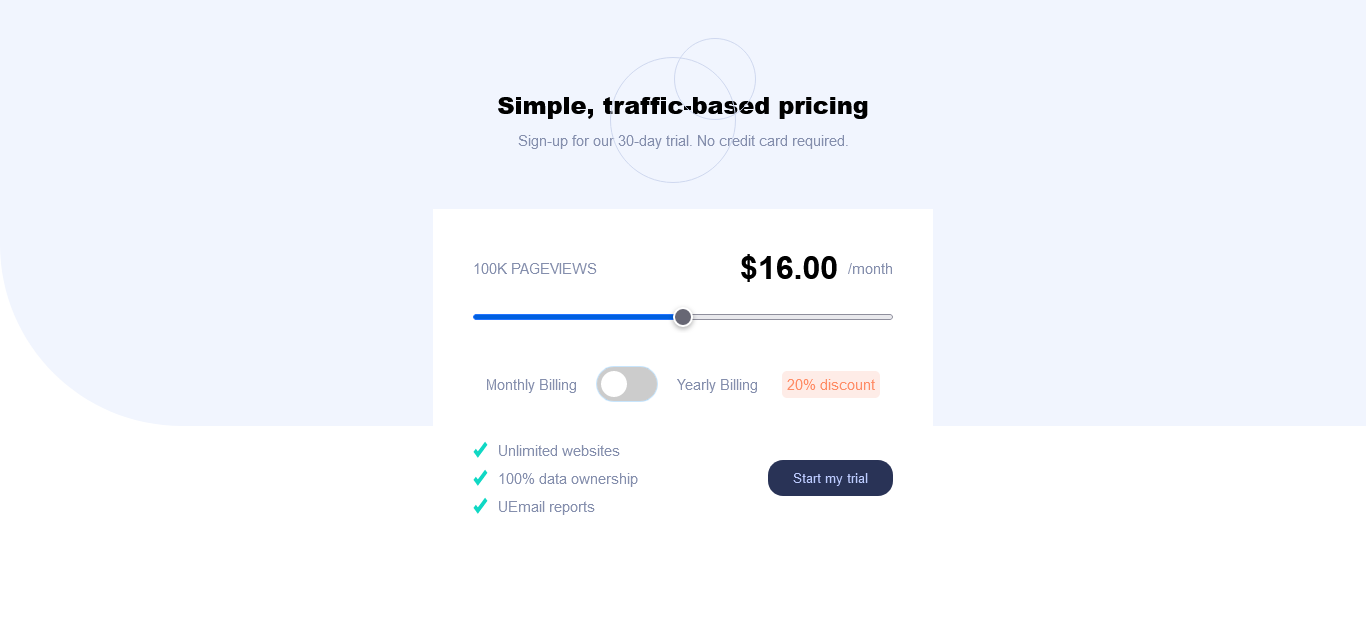 Simple, traffic-based pricing
Sign-up for our 30-day trial. No credit card required.
100K PAGEVIEWS $16.00 /month
Monthly Billing Yearly Billing 20% discount
Unlimited websites
100% data ownership
Start my trial
UEmail reports